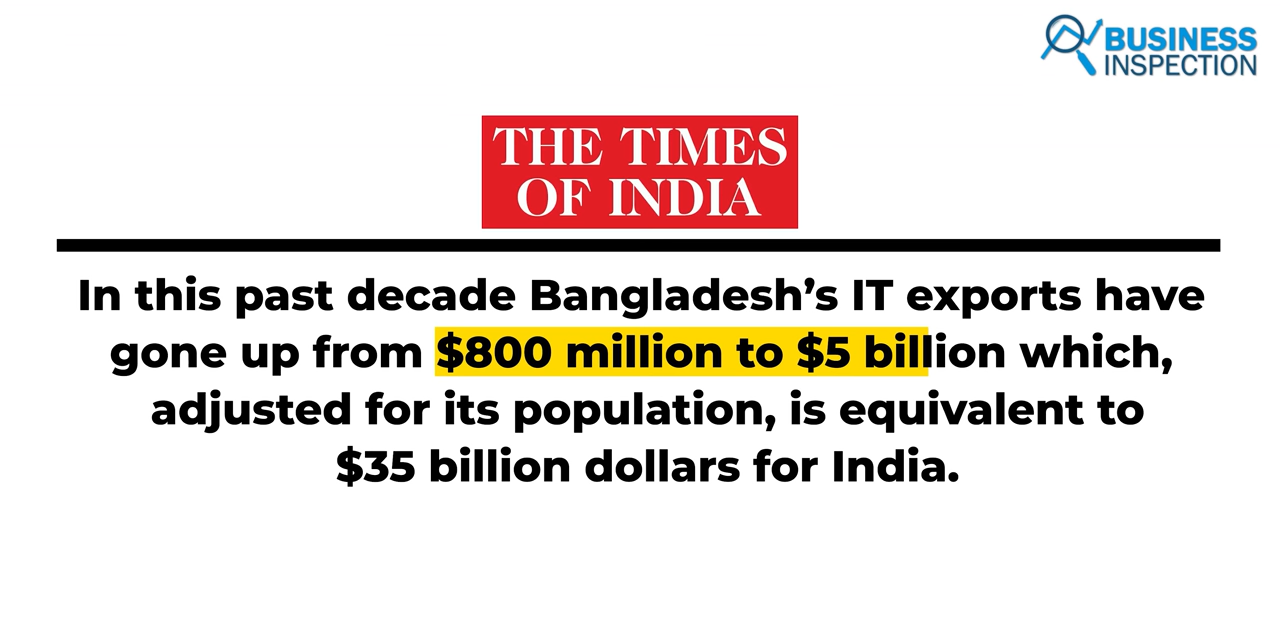 BUSINESS
INSPECTION
THE TIMES
OF INDIA
In this past decade Bangladesh’s IT exports have
gone up from $800 million to $5 billion which,
adjusted for its population, is equivalent to
$35 billion dollars for India.